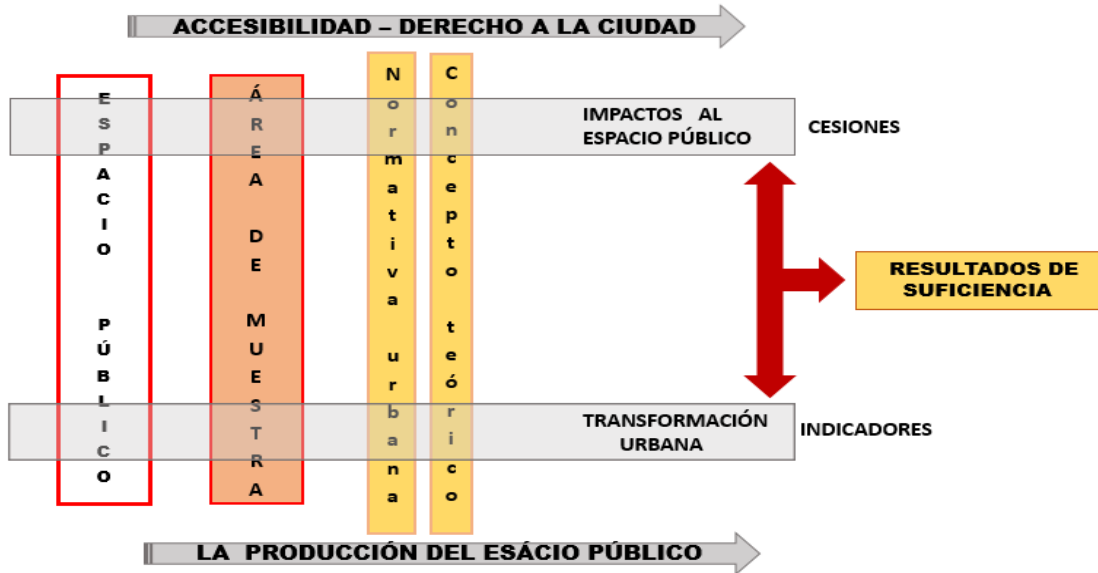 ACCESIBILIDAD – DERECHO A LA CIUDAD
ESPACIO PÚBLICO
ÁREA DE MUESTRA
Normativa urbana
Concepto teórico
IMPACTOS AL
ESPACIO PÚBLICO
CESIONES
RESULTADOS DE
SUFICIENCIA
TRANSFORMACIÓN
URBANA
INDICADORES
LA PRODUCCIÓN DEL ESÁCIO PÚBLICO